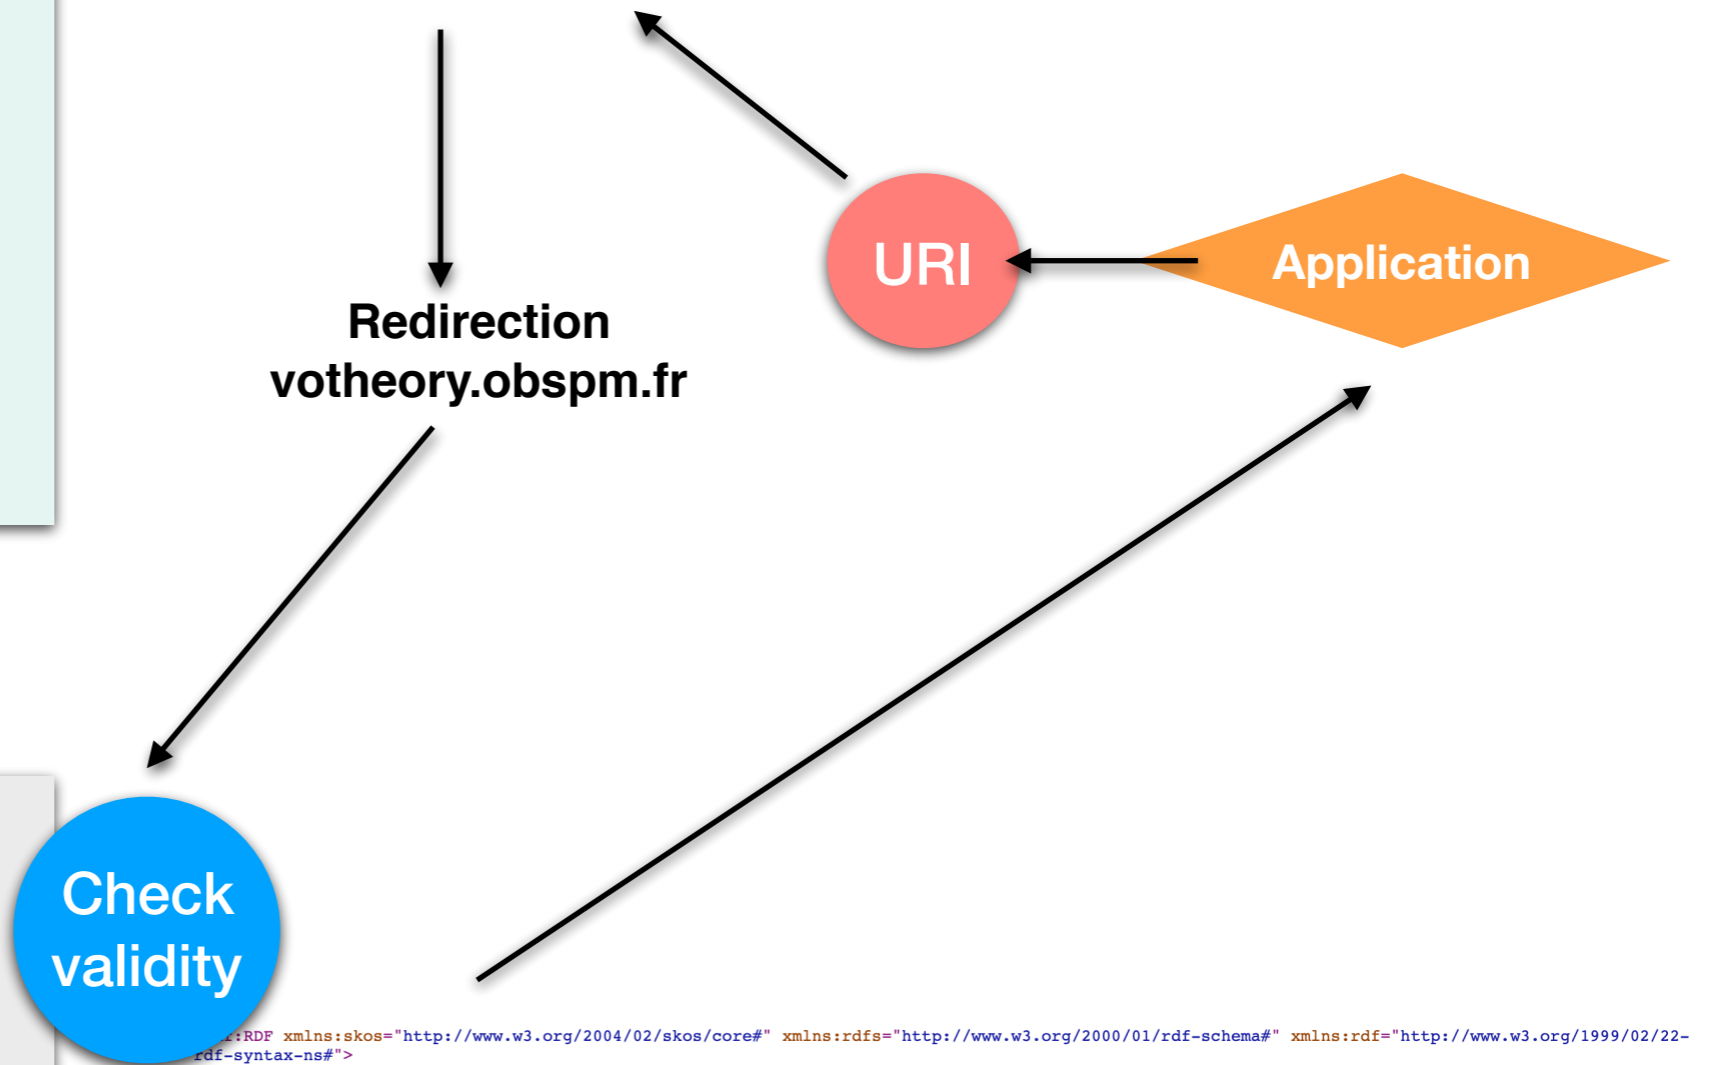 URI
Application
Redirection
votheory.obspm.fr
Check
validity
:RDF xmlns:skos="http://www.w3.org/2004/02/skos/core#" xmlns:rdfs="http://www.w3.org/2000/01/rdf-schema#" xmlns:rdf="http://www.w3.org/1999/02/22-
rdf-syntax-ns#">